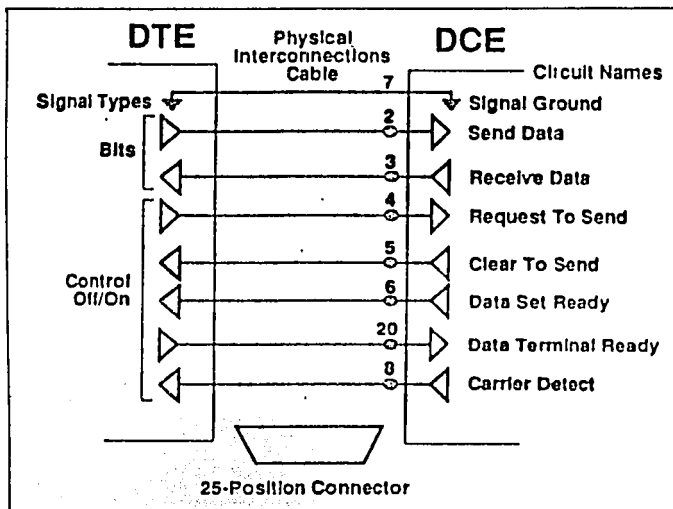 DTE
Physical
Interconnections
Cable
DCE
Circuit Names
7
Signal Types
Signal Ground
Bits
2
Send Data
3
Receive Data
4
Request To Send
Control
Off/On
5
Clear To Send
6
Data Set Ready
20
Data Terminal Ready
8
Carrier Detect
25-Position Connector